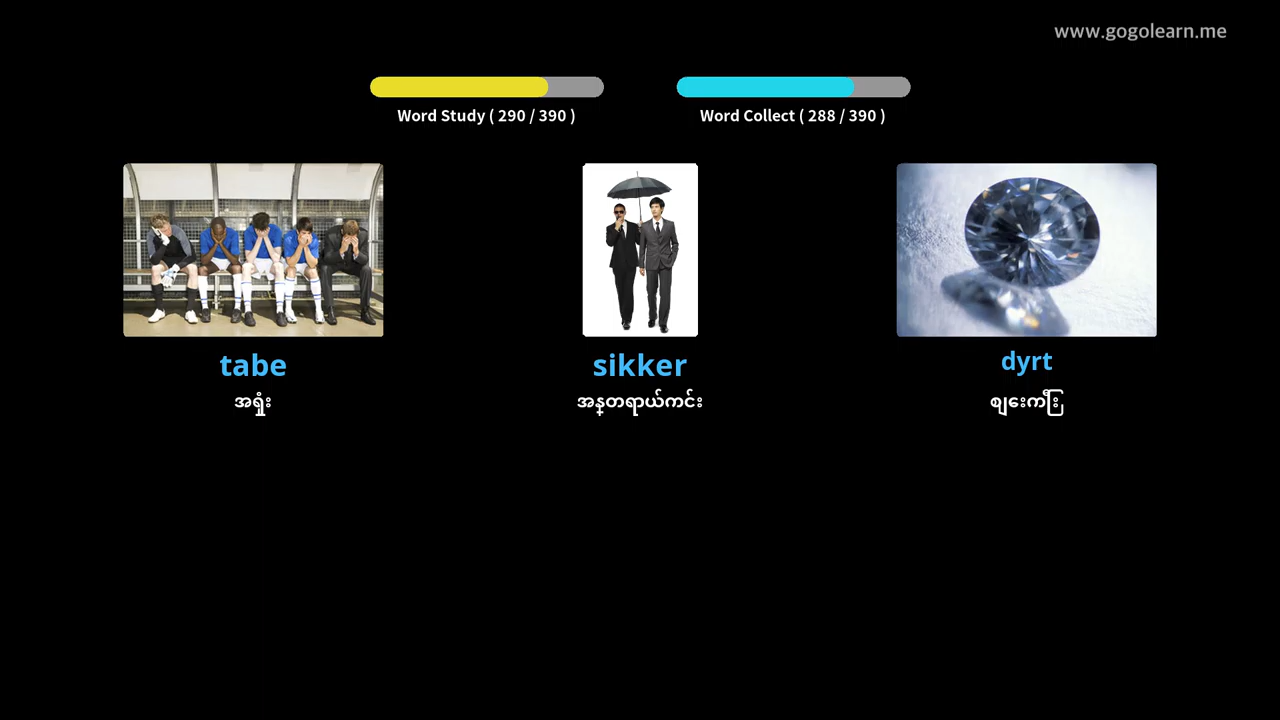 www.gogolearn.me
Word Study ( 290 / 390 )
Word Collect ( 288 / 390 )
tabe
sikker
dyrt
အရှုံး
အန္တရာယ်ကင်း
စျေးကြီး